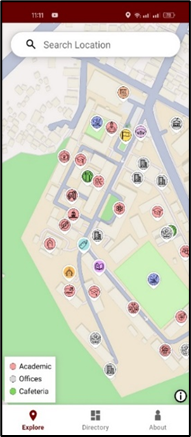 11:11
Search Location
Academic
Offices
Cafeteria
Explore
Directory
About